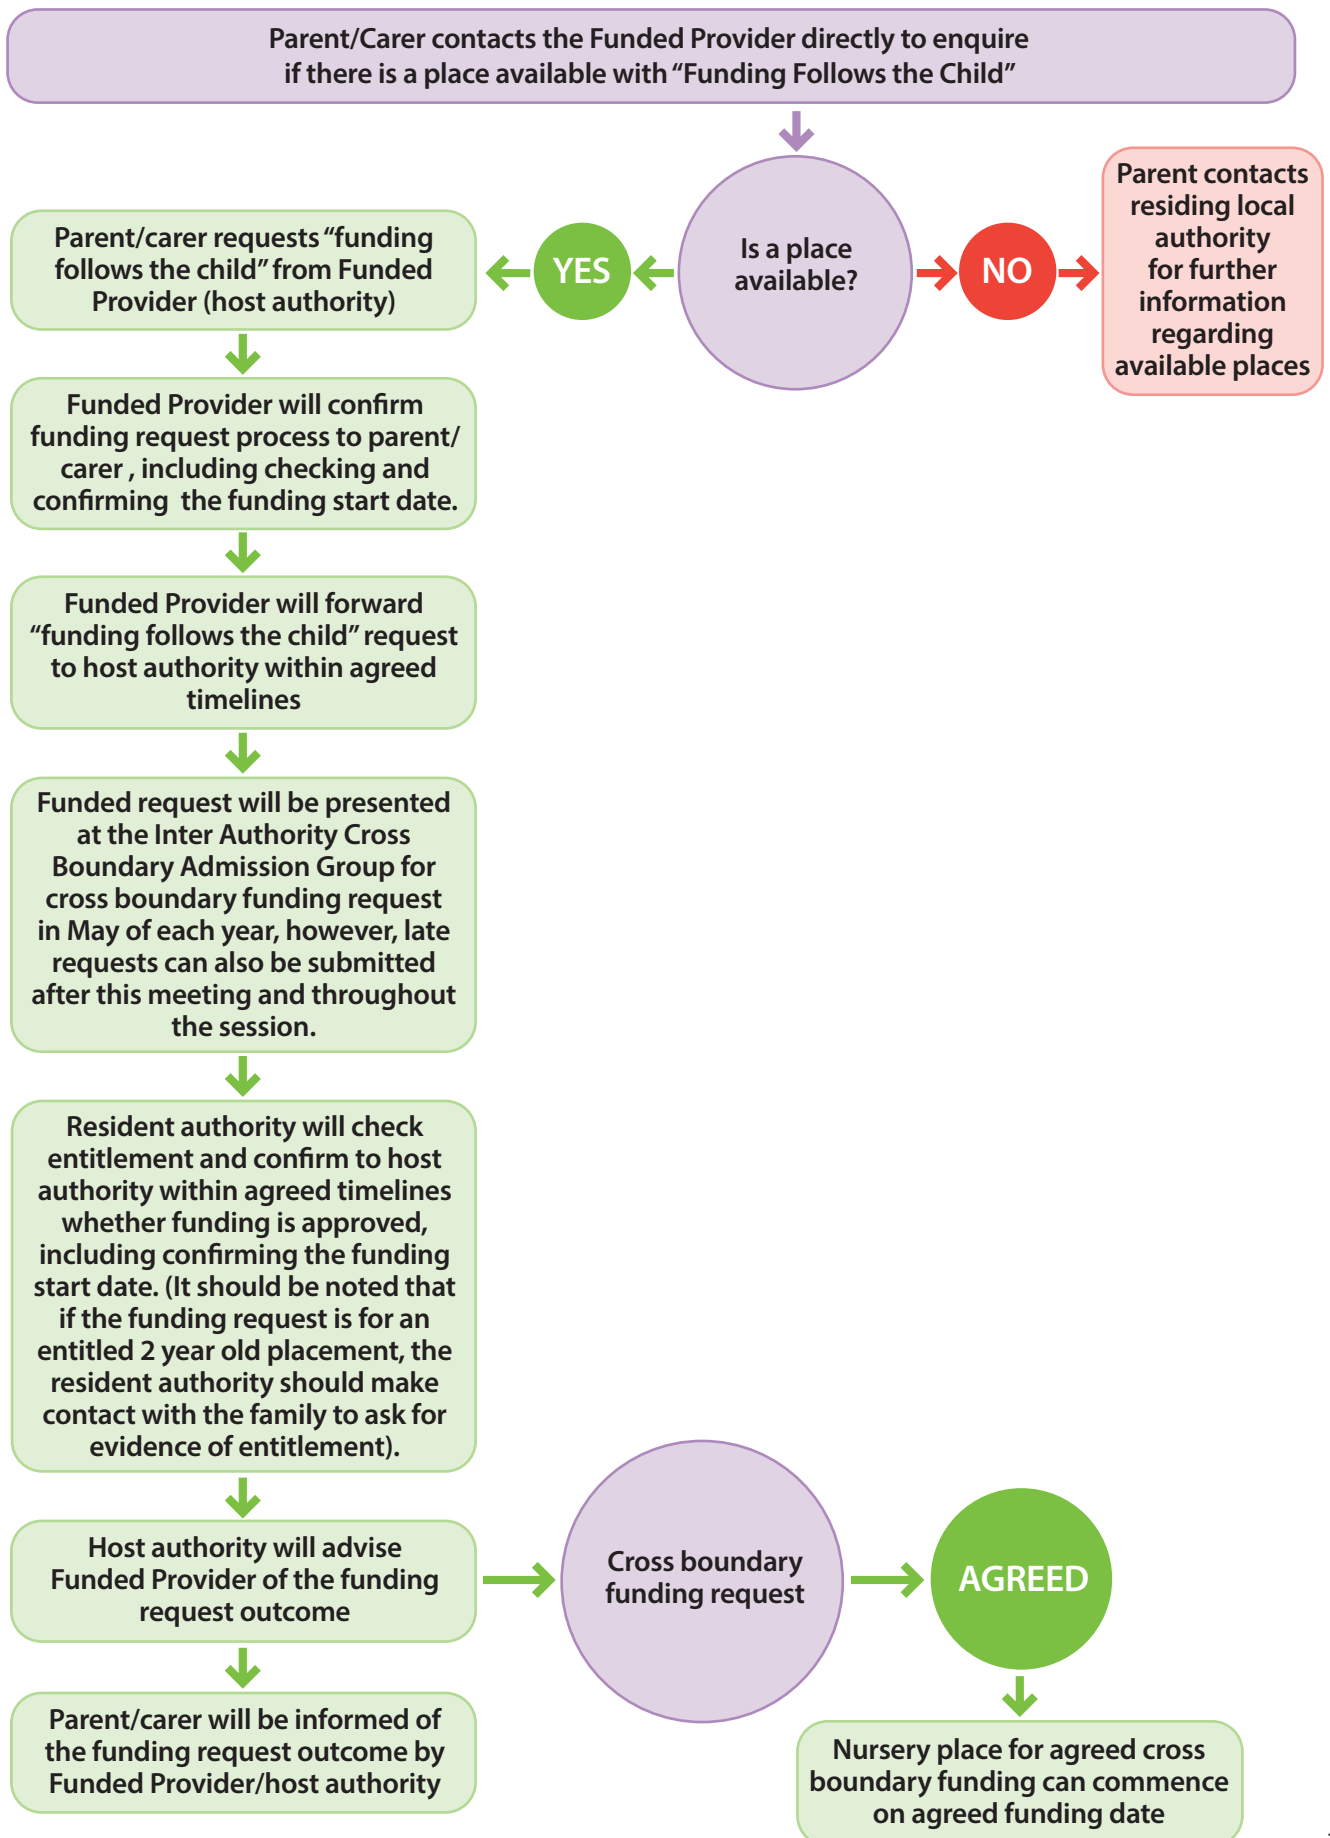 Parent/Carer contacts the Funded Provider directly to enquire
if there is a place available with “Funding Follows the Child”
Is a place
available?
YES
NO
Parent contacts
residing local
authority
for further
information
regarding
available places
Parent/carer requests “funding
follows the child” from Funded
Provider (host authority)
Funded Provider will confirm
funding request process to parent/
carer , including checking and
confirming the funding start date.
Funded Provider will forward
“funding follows the child” request
to host authority within agreed
timelines
Funded request will be presented
at the Inter Authority Cross
Boundary Admission Group for
cross boundary funding request
in May of each year, however, late
requests can also be submitted
after this meeting and throughout
the session.
Resident authority will check
entitlement and confirm to host
authority within agreed timelines
whether funding is approved,
including confirming the funding
start date. (It should be noted that
if the funding request is for an
entitled 2 year old placement, the
resident authority should make
contact with the family to ask for
evidence of entitlement).
Host authority will advise
Funded Provider of the funding
request outcome
Cross boundary
funding request
AGREED
Parent/carer will be informed of
the funding request outcome by
Funded Provider/host authority
Nursery place for agreed cross
boundary funding can commence
on agreed funding date